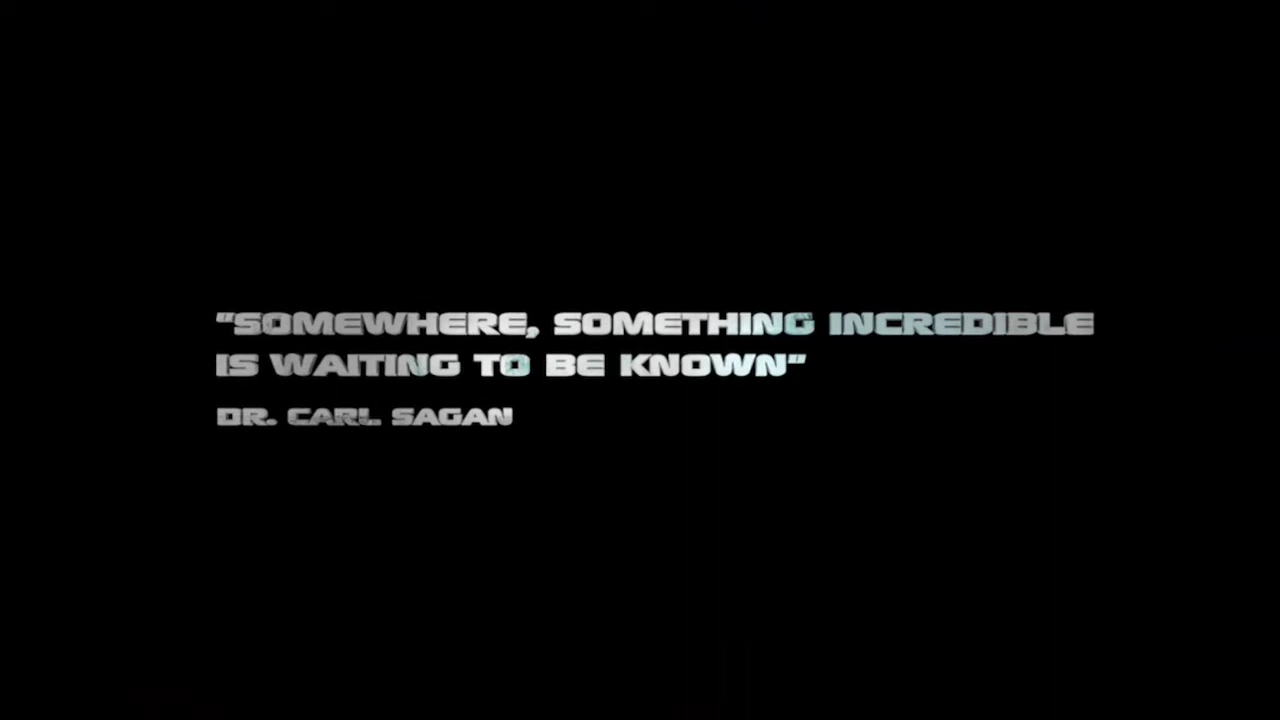 "SOMEWHERE, SOMETHING INCREDIBLE
IS WAITING TO BE KNOWN"
DR. CARL SAGAN